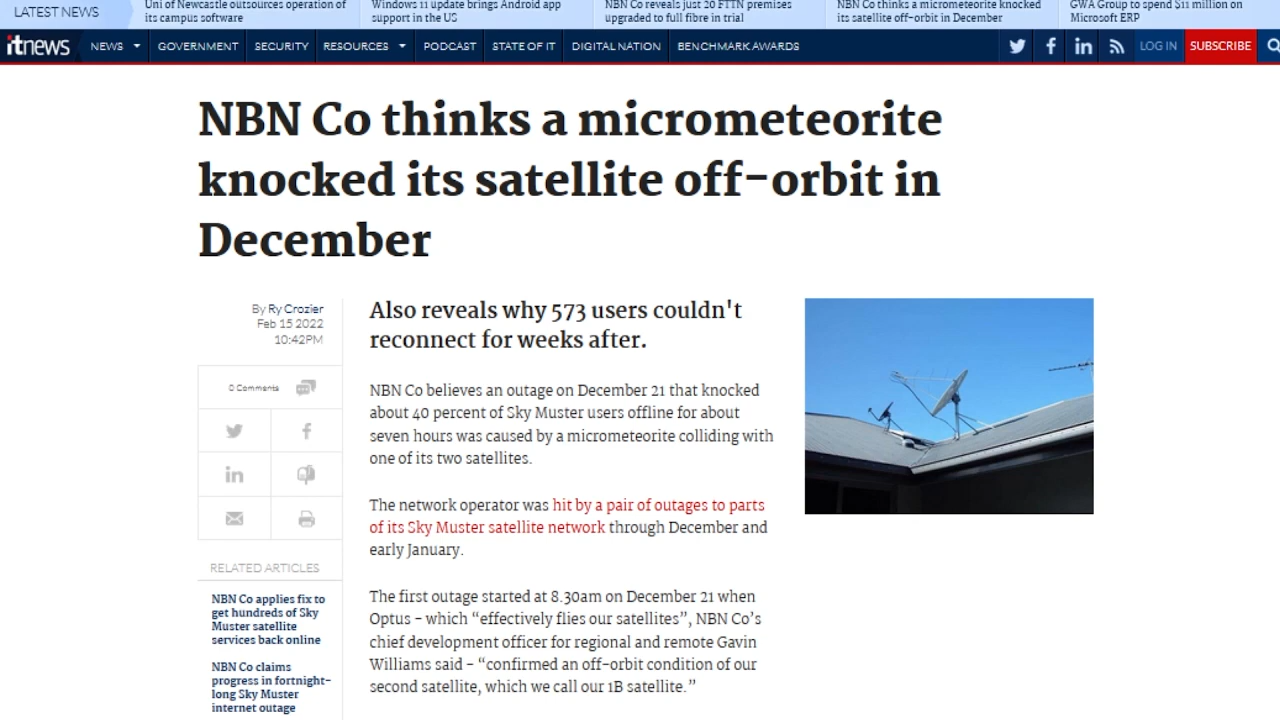 LATEST NEWS
Uni of Newcastle outsources operation of
its campus software
Windows 11 update brings Android app
support in the US
NBN Co reveals just 20 FTTN premises
upgraded to full fibre in trial
NBN Co thinks a micrometeorite knocked
its satellite off-orbit in December
GWA Group to spend $11 million on
Microsoft ERP
itnews NEWS GOVERNMENT SECURITY RESOURCES PODCAST STATE OF IT DIGITAL NATION BENCHMARK AWARDS LOG IN SUBSCRIBE
NBN Co thinks a micrometeorite
knocked its satellite off-orbit in
December
By Ry Crozier
Feb 15 2022
10:42PM
0 Comments
RELATED ARTICLES
NBN Co applies fix to
get hundreds of Sky
Muster satellite
services back online
NBN Co claims
progress in fortnight-
long Sky Muster
internet outage
Also reveals why 573 users couldn't
reconnect for weeks after.
NBN Co believes an outage on December 21 that knocked
about 40 percent of Sky Muster users offline for about
seven hours was caused by a micrometeorite colliding with
one of its two satellites.
The network operator was hit by a pair of outages to parts
of its Sky Muster satellite network through December and
early January.
The first outage started at 8.30am on December 21 when
Optus - which “effectively flies our satellites”, NBN Co’s
chief development officer for regional and remote Gavin
Williams said - “confirmed an off-orbit condition of our
second satellite, which we call our 1B satellite.”